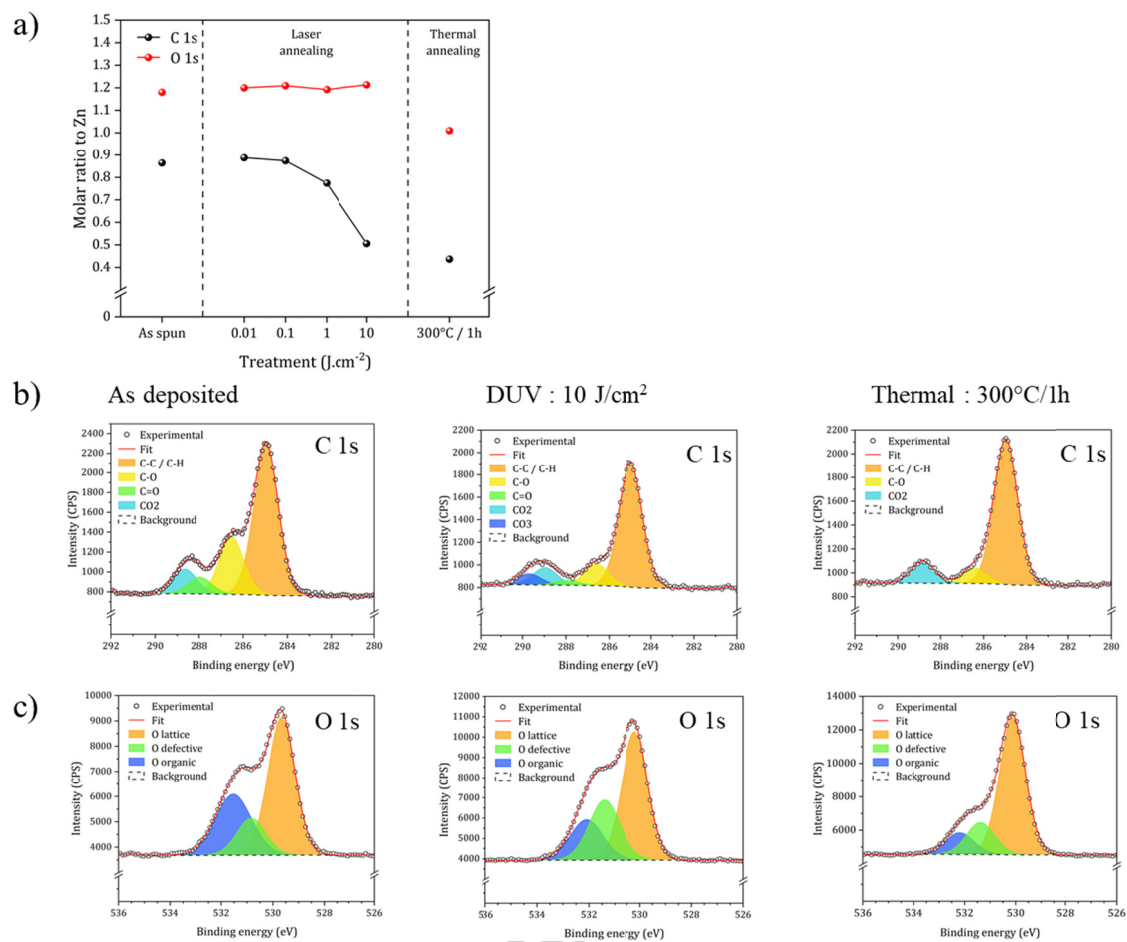 a)
1.5
1.4
1.3
1.2
1.1
1.0
0.9
0.8
0.7
0.6
0.5
0.4
0
Molar ratio to Zn
C 1s
O 1s
Laser
annealing
Thermal
annealing
As spun 0.01 0.1 1 10 300°C / 1h
Treatment (J.cm-2)
b)
As deposited
DUV : 10 J/cm²
Thermal : 300°C/1h
C 1s
2400
2200
2000
1800
1600
1400
1200
1000
800
Intensity (CPS)
Experimental
Fit
C-C / C-H
C-O
C=O
CO2
Background
292 290 288 286 284 282 280
Binding energy (eV)
C 1s
2200
2000
1800
1600
1400
1200
1000
800
Intensity (CPS)
Experimental
Fit
C-C / C-H
C-O
C=O
CO2
CO3
Background
292 290 288 286 284 282 280
Binding energy (eV)
C 1s
2200
2000
1800
1600
1400
1200
1000
800
Intensity (CPS)
Experimental
Fit
C-C / C-H
C-O
CO2
Background
292 290 288 286 284 282 280
Binding energy (eV)
c)
O 1s
10000
9000
8000
7000
6000
5000
4000
Intensity (CPS)
Experimental
Fit
O lattice
O defective
O organic
Background
536 534 532 530 528 526
Binding energy (eV)
O 1s
12000
11000
10000
9000
8000
7000
6000
5000
4000
Intensity (CPS)
Experimental
Fit
O lattice
O defective
O organic
Background
536 534 532 530 528 526
Binding energy (eV)
O 1s
14000
12000
10000
8000
6000
Intensity (CPS)
Experimental
Fit
O lattice
O defective
O organic
Background
536 534 532 530 528 526
Binding energy (eV)